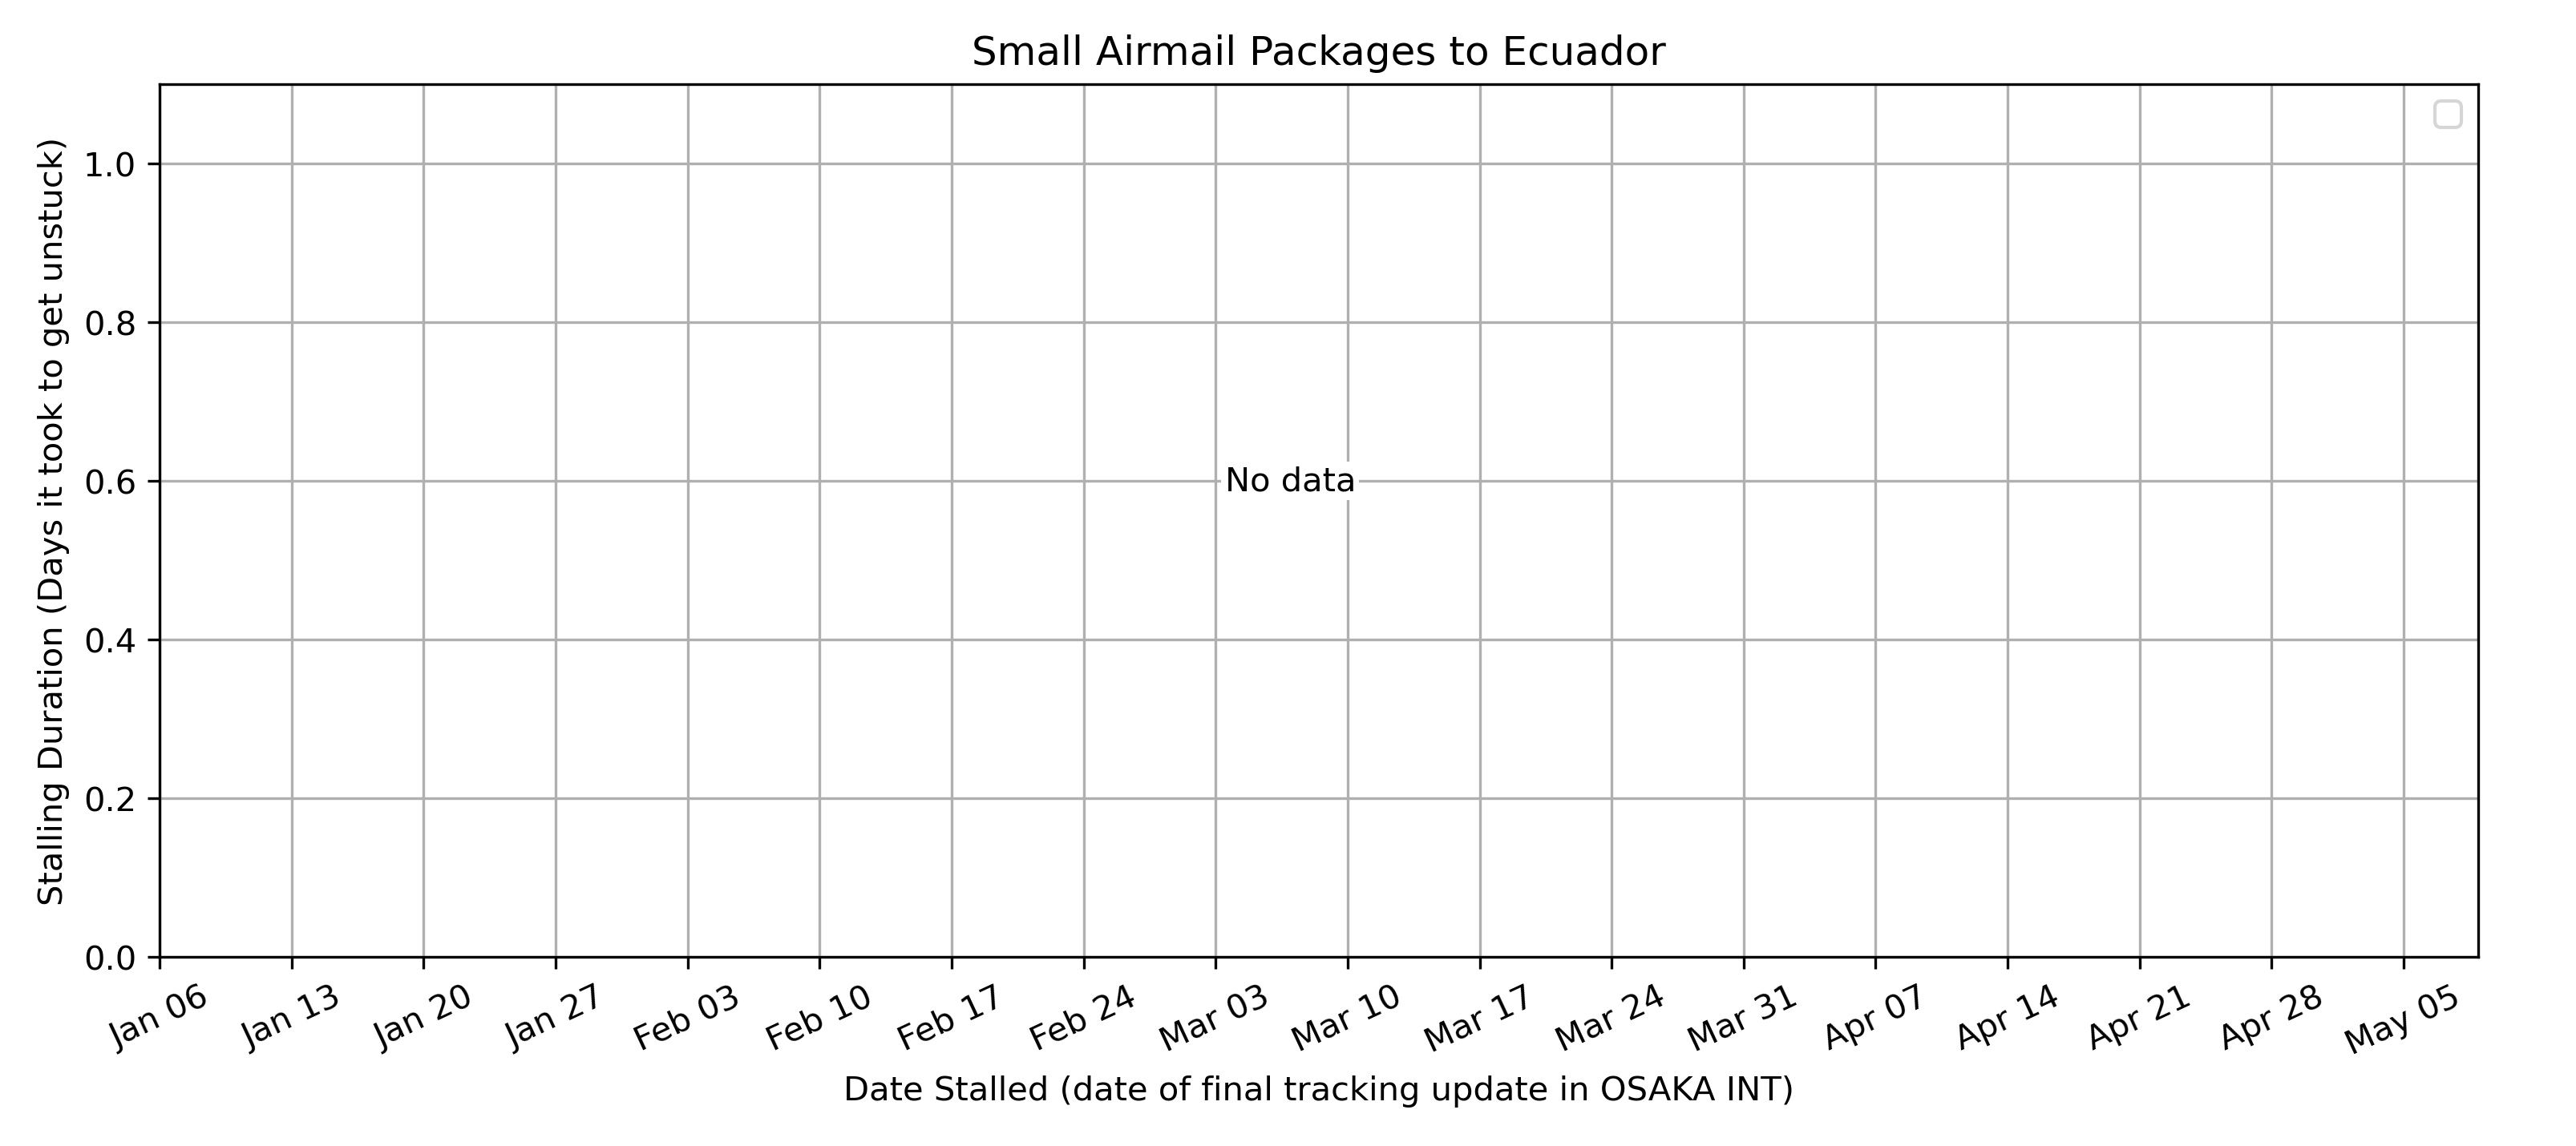 Small Airmail Packages to Ecuador
Stalling Duration (Days it took to get unstuck)
1.0
0.8
0.6
0.4
0.2
0.0
No data
Jan 06 Jan 13 Jan 20 Jan 27 Feb 03 Feb 10 Feb 17 Feb 24 Mar 03 Mar 10 Mar 17 Mar 24 Mar 31 Apr 07 Apr 14 Apr 21 Apr 28 May 05
Date Stalled (date of final tracking update in OSAKA INT)